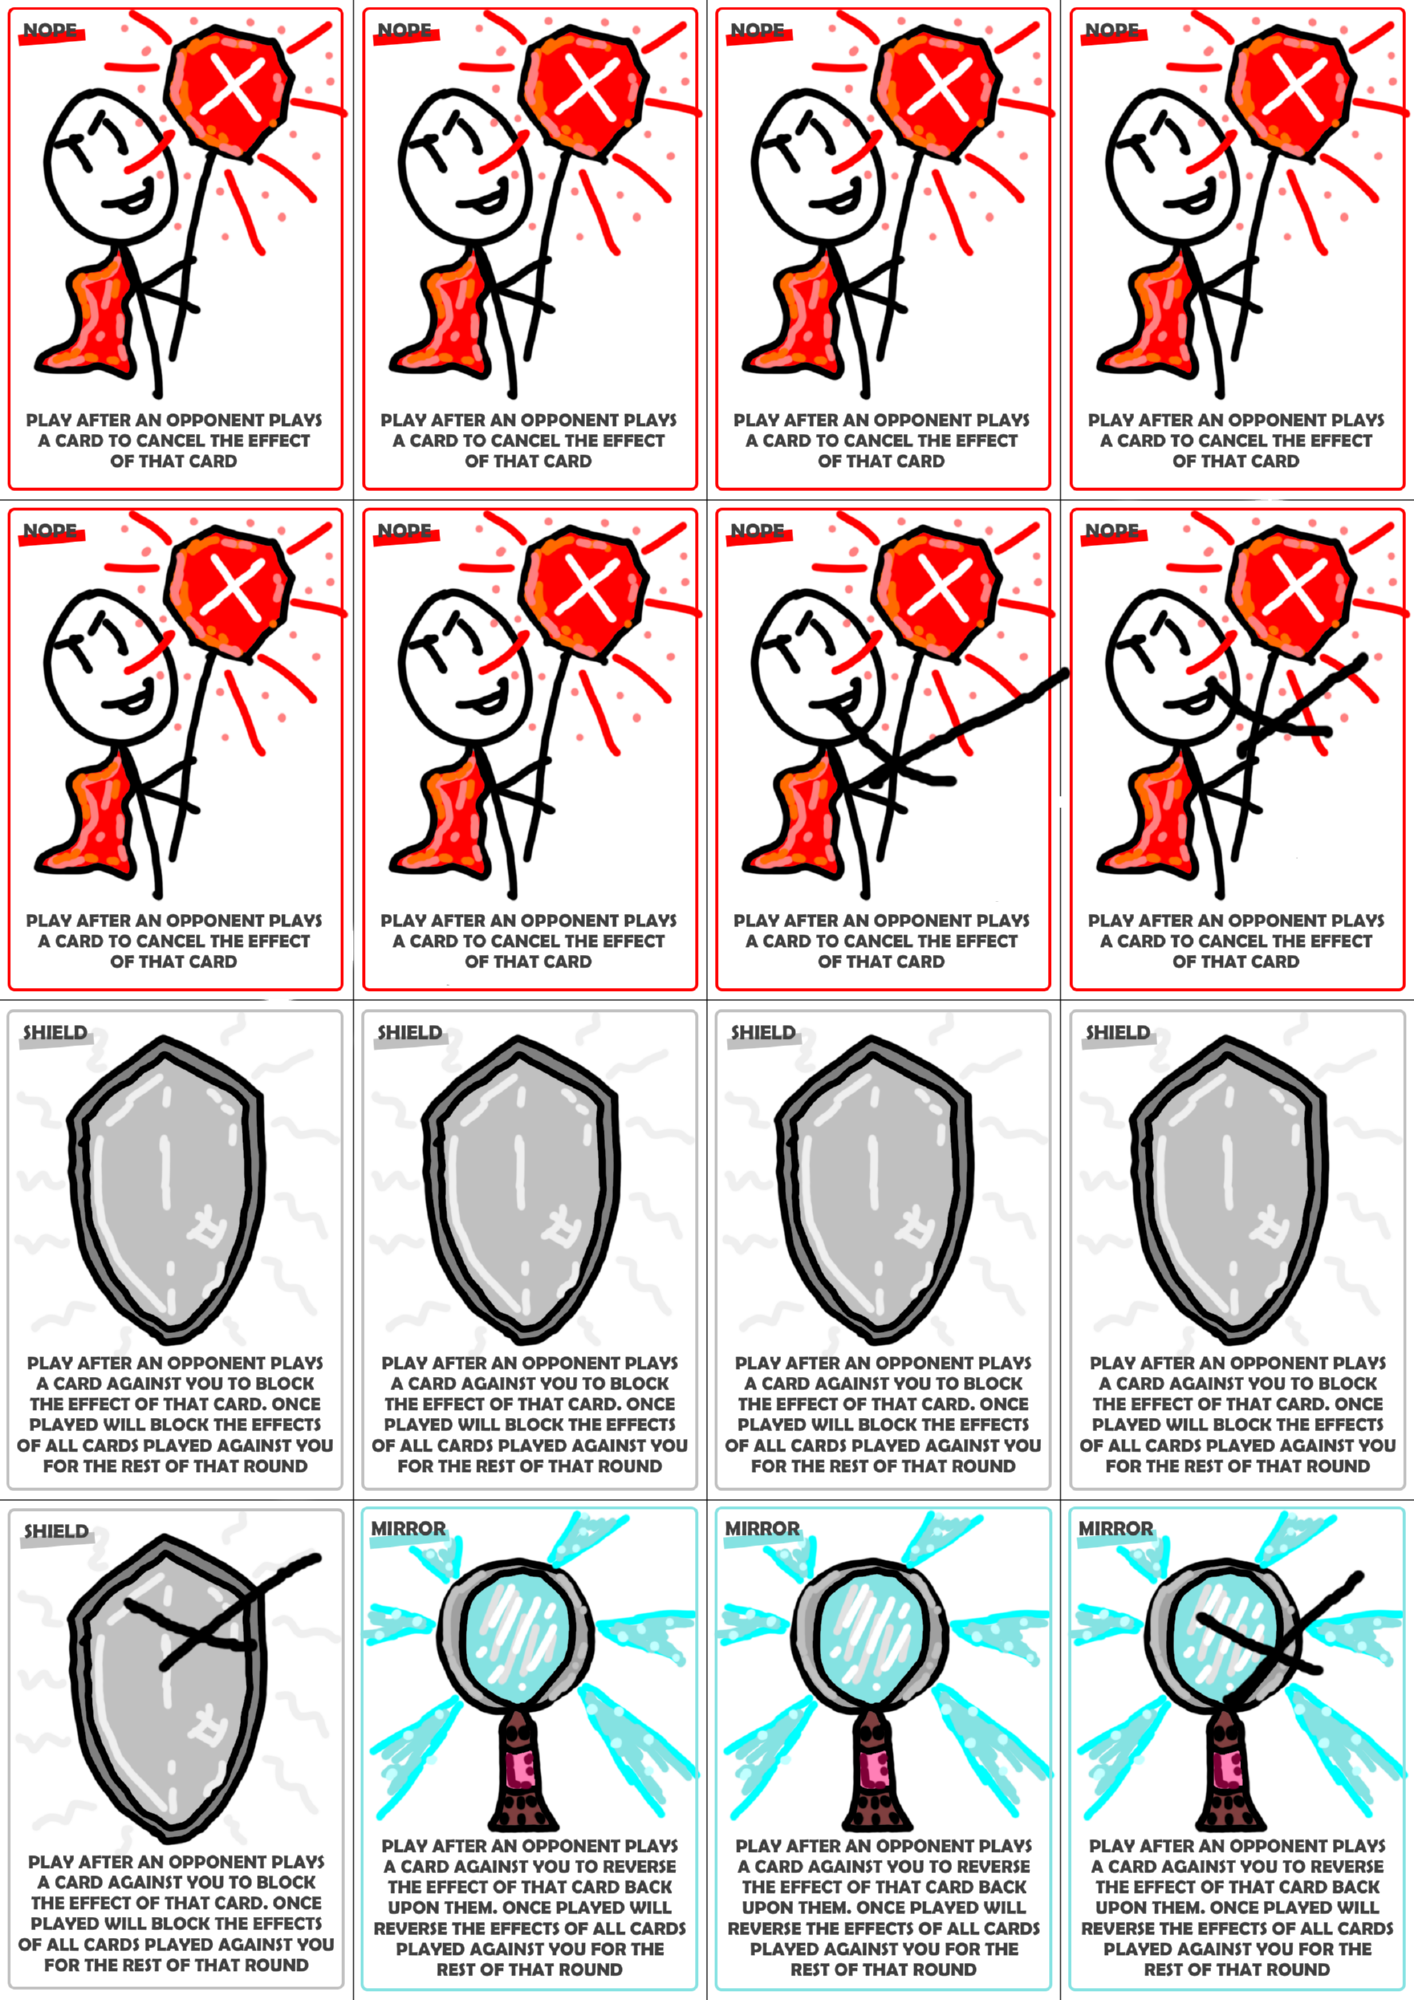 NOPE
PLAY AFTER AN OPPONENT PLAYS
A CARD TO CANCEL THE EFFECT
OF THAT CARD
NOPE
PLAY AFTER AN OPPONENT PLAYS
A CARD TO CANCEL THE EFFECT
OF THAT CARD
NOPE
PLAY AFTER AN OPPONENT PLAYS
A CARD TO CANCEL THE EFFECT
OF THAT CARD
NOPE
PLAY AFTER AN OPPONENT PLAYS
A CARD TO CANCEL THE EFFECT
OF THAT CARD
NOPE
PLAY AFTER AN OPPONENT PLAYS
A CARD TO CANCEL THE EFFECT
OF THAT CARD
NOPE
PLAY AFTER AN OPPONENT PLAYS
A CARD TO CANCEL THE EFFECT
OF THAT CARD
NOPE
PLAY AFTER AN OPPONENT PLAYS
A CARD TO CANCEL THE EFFECT
OF THAT CARD
NOPE
PLAY AFTER AN OPPONENT PLAYS
A CARD TO CANCEL THE EFFECT
OF THAT CARD
SHIELD
PLAY AFTER AN OPPONENT PLAYS
A CARD AGAINST YOU TO BLOCK
THE EFFECT OF THAT CARD. ONCE
PLAYED WILL BLOCK THE EFFECTS
OF ALL CARDS PLAYED AGAINST YOU
FOR THE REST OF THAT ROUND
SHIELD
PLAY AFTER AN OPPONENT PLAYS
A CARD AGAINST YOU TO BLOCK
THE EFFECT OF THAT CARD. ONCE
PLAYED WILL BLOCK THE EFFECTS
OF ALL CARDS PLAYED AGAINST YOU
FOR THE REST OF THAT ROUND
SHIELD
PLAY AFTER AN OPPONENT PLAYS
A CARD AGAINST YOU TO BLOCK
THE EFFECT OF THAT CARD. ONCE
PLAYED WILL BLOCK THE EFFECTS
OF ALL CARDS PLAYED AGAINST YOU
FOR THE REST OF THAT ROUND
SHIELD
PLAY AFTER AN OPPONENT PLAYS
A CARD AGAINST YOU TO BLOCK
THE EFFECT OF THAT CARD. ONCE
PLAYED WILL BLOCK THE EFFECTS
OF ALL CARDS PLAYED AGAINST YOU
FOR THE REST OF THAT ROUND
SHIELD
PLAY AFTER AN OPPONENT PLAYS
A CARD AGAINST YOU TO BLOCK
THE EFFECT OF THAT CARD. ONCE
PLAYED WILL BLOCK THE EFFECTS
OF ALL CARDS PLAYED AGAINST YOU
FOR THE REST OF THAT ROUND
MIRROR
PLAY AFTER AN OPPONENT PLAYS
A CARD AGAINST YOU TO REVERSE
THE EFFECT OF THAT CARD BACK
UPON THEM. ONCE PLAYED WILL
REVERSE THE EFFECTS OF ALL CARDS
PLAYED AGAINST YOU FOR THE
REST OF THAT ROUND
MIRROR
PLAY AFTER AN OPPONENT PLAYS
A CARD AGAINST YOU TO REVERSE
THE EFFECT OF THAT CARD BACK
UPON THEM. ONCE PLAYED WILL
REVERSE THE EFFECTS OF ALL CARDS
PLAYED AGAINST YOU FOR THE
REST OF THAT ROUND
MIRROR
PLAY AFTER AN OPPONENT PLAYS
A CARD AGAINST YOU TO REVERSE
THE EFFECT OF THAT CARD BACK
UPON THEM. ONCE PLAYED WILL
REVERSE THE EFFECTS OF ALL CARDS
PLAYED AGAINST YOU FOR THE
REST OF THAT ROUND